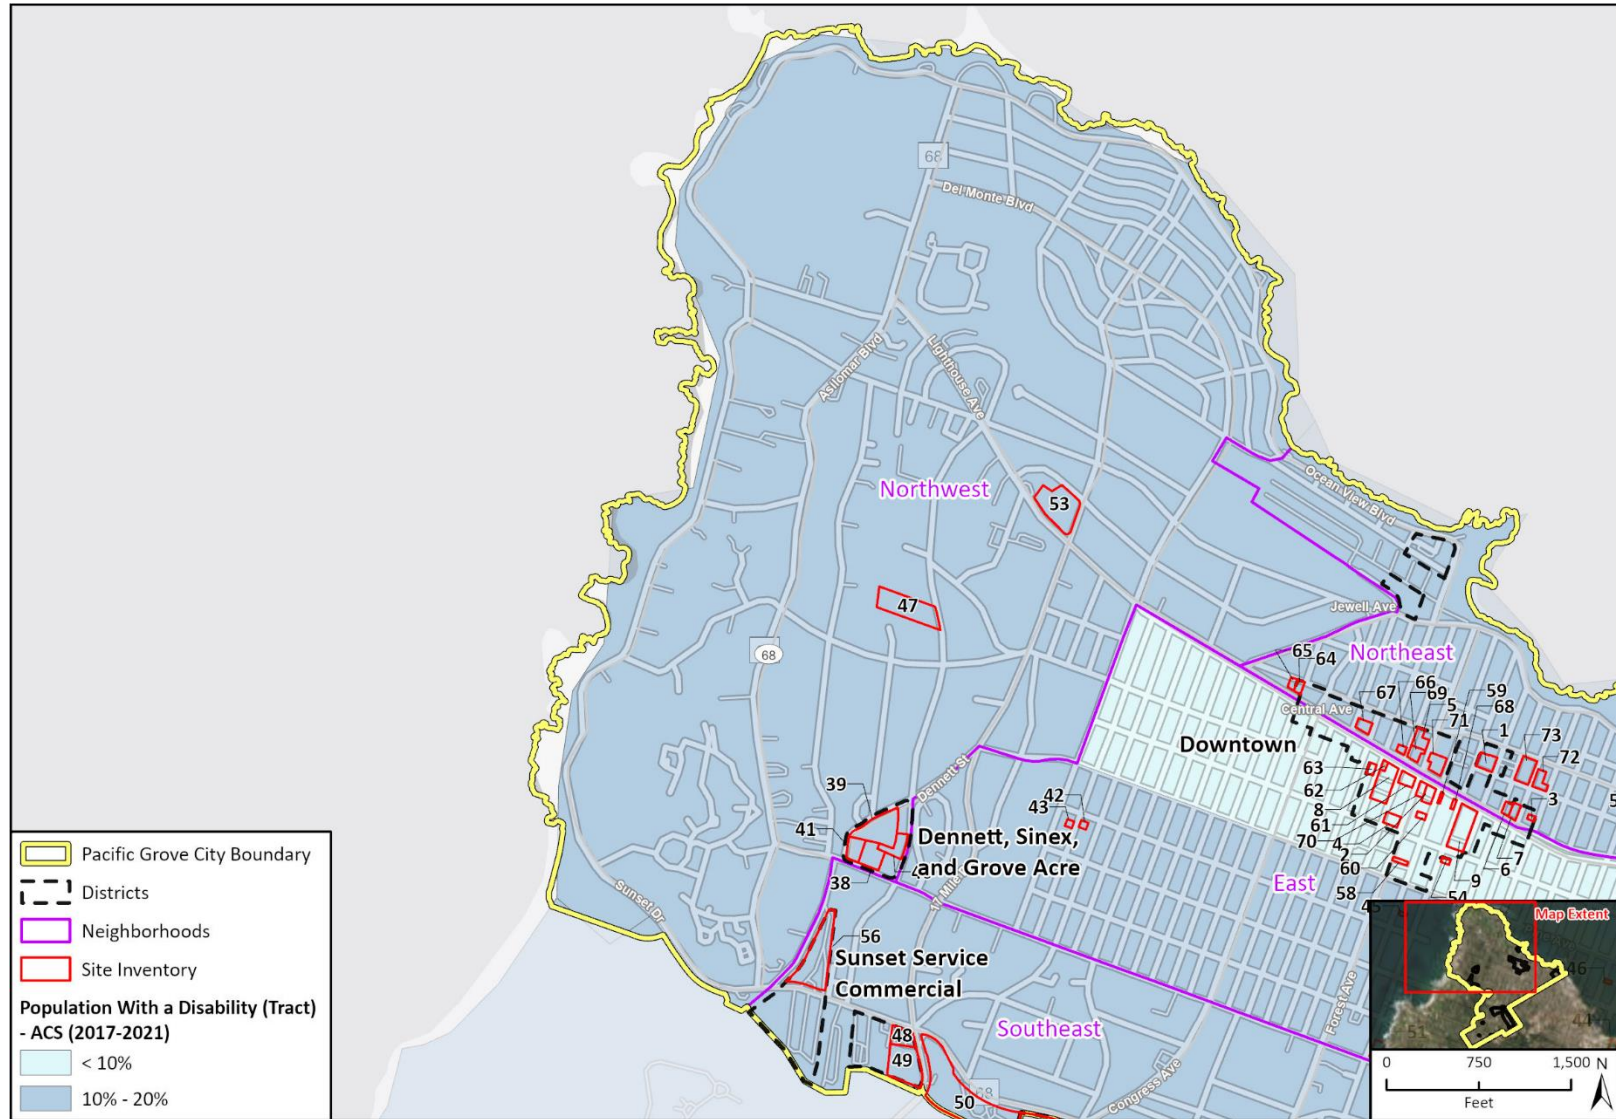 68
Del Monte Blvd
Asilomar Blvd
Lighthouse Ave
Northwest
53
Ocean View Blvd
47
Jewell Ave
68
65
64
Northeast
66
59
67
69
5
68
Central Ave
71
1
73
72
Downtown
63
62
8
61
70
4
2
60
58
3
7
6
9
54
East
Dennett St
39
42
43
41
Dennett, Sinex,
and Grove Acre
38
17 Mile
Sunset Dr
56
Sunset Service
Commercial
48
49
Southeast
68
50
Congress Ave
Forest Ave
Map Extent
46
44
51
0 750 1,500
Feet
N
Pacific Grove City Boundary
Districts
Neighborhoods
Site Inventory
Population With a Disability (Tract)
- ACS (2017-2021)
< 10%
10% - 20%